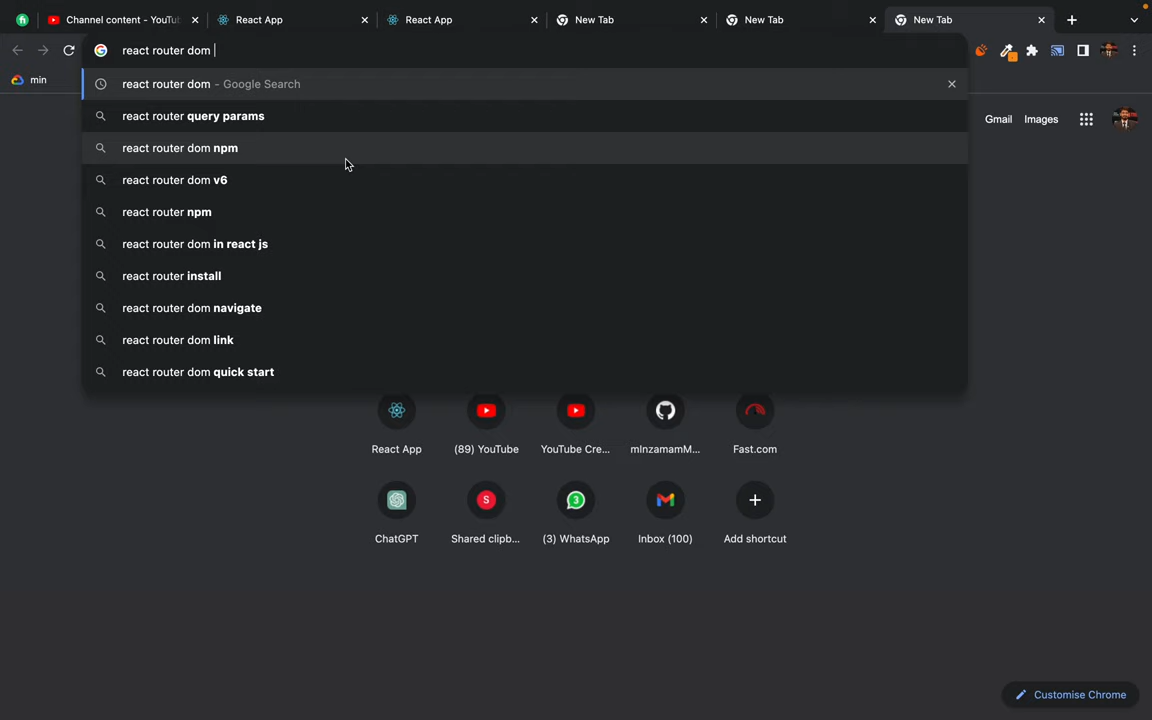 Channel content - YouTu
React App
React App
New Tab
New Tab
New Tab
react router dom
min
react router dom - Google Search
react router query params
react router dom npm
react router dom v6
react router npm
react router dom in react js
react router install
react router dom navigate
react router dom link
react router dom quick start
Gmail Images
React App
(89) YouTube
YouTube Cre...
mInzamamM...
Fast.com
S
3
ChatGPT
Shared clipb...
(3) WhatsApp
Inbox (100)
Add shortcut
Customise Chrome